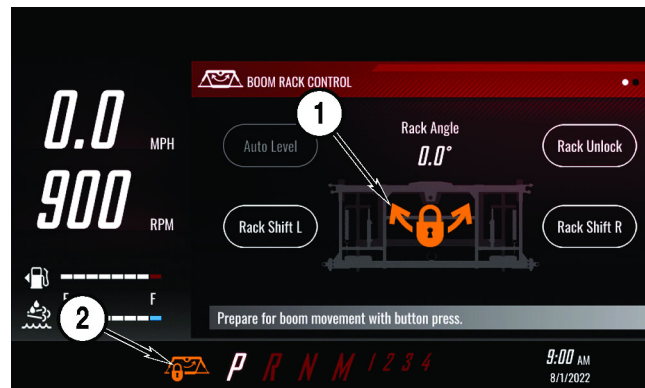 BOOM RACK CONTROL
1
0.0 MPH
Auto Level
Rack Angle
0.0°
Rack Unlock
900 RPM
Rack Shift L
Rack Shift R
F
2
F
Prepare for boom movement with button press.
P R N M 1 2 3 4
9:00 AM
8/1/2022